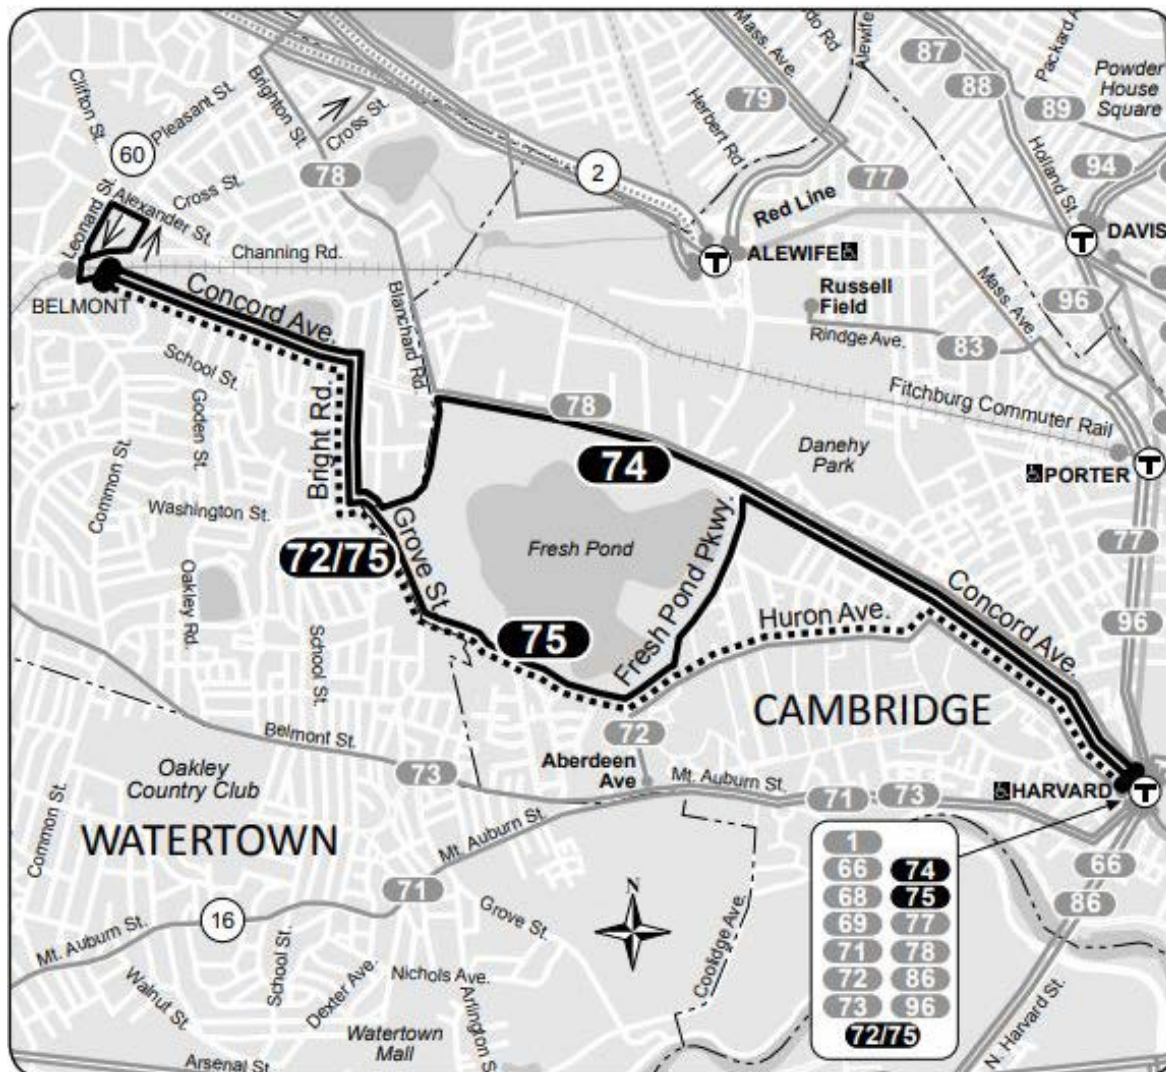 Mass. Ave.
Alewife
Packard A
87
88
Powder
House
Square
89
79
Herbert Rd
Clifton St.
Pleasant St.
Brighton St.
Cross St.
60
78
2
77
Holland St.
94
Cross St.
Leonard St
Alexander St.
Red Line
DAVIS
Channing Rd.
T
ALEWIFE
T
BELMONT
Concord Ave.
Blanchard Rd.
Russell
Field
Mass. Ave.
96
Rindge Ave.
83
School St.
Goden St.
Bright Rd.
78
Fitchburg Commuter Rail
Common St.
74
Danehy
Park
PORTER
T
Washington St.
Grove St.
Fresh Pond
Fresh Pond Pkwy.
72/75
77
Oakley Rd.
School St.
75
Huron Ave.
Concord Ave.
96
CAMBRIDGE
Belmont St.
72
Oakley
Country Club
73
Aberdeen
Ave
Mt. Auburn St.
71
73
HARVARD
T
Common St.
WATERTOWN
Mt. Auburn St.
1
66
74
68
75
69
77
71
78
72
86
73
96
72/75
66
86
71
16
N
Grove St.
Mt. Auburn St.
School St.
Coolidge Ave.
Walnut St.
Dexter Ave.
Nichols Ave.
Arlington S
N. Harvard St.
Watertown
Mall
Arsenal St.